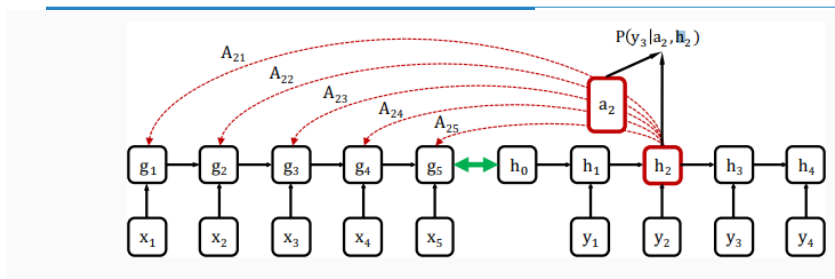 P(y₃|a₂,h₂)
A₂₁
A₂₂
A₂₃
A₂₄
A₂₅
a₂
g₁ g₂ g₃ g₄ g₅ h₀ h₁ h₂ h₃ h₄
x₁ x₂ x₃ x₄ x₅ y₁ y₂ y₃ y₄